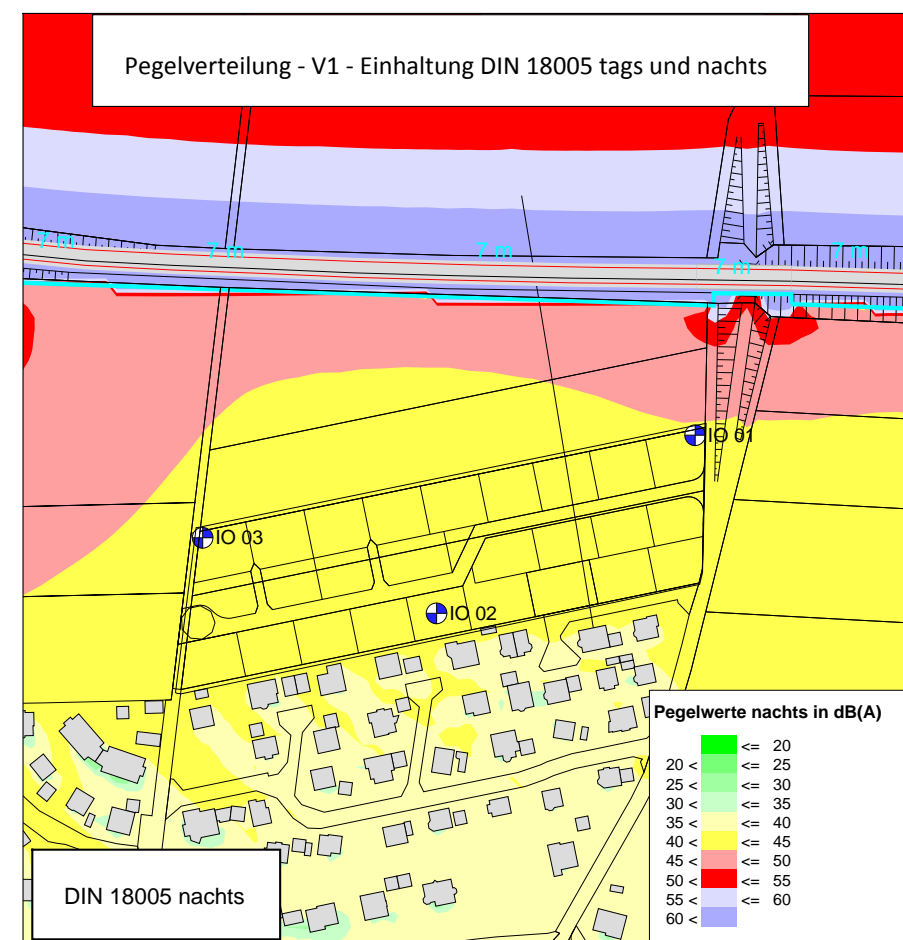 Pegelverteilung - V1 - Einhaltung DIN 18005 tags und nachts
7 m
7 m
7 m
7 m
7 m
IO 01
IO 03
IO 02
Pegelwerte nachts in dB(A)
<= 20
20 < <= 25
25 < <= 30
30 < <= 35
35 < <= 40
40 < <= 45
45 < <= 50
50 < <= 55
55 < <= 60
60 <
DIN 18005 nachts